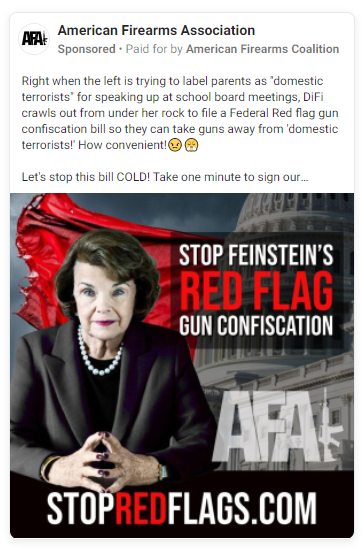 AFA
American Firearms Association
Sponsored • Paid for by American Firearms Coalition
Right when the left is trying to label parents as "domestic
terrorists" for speaking up at school board meetings, DiFi
crawls out from under her rock to file a Federal Red flag gun
confiscation bill so they can take guns away from 'domestic
terrorists!' How convenient!😉😤
Let's stop this bill COLD! Take one minute to sign our...
STOP FEINSTEIN'S
RED FLAG
GUN CONFISCATION
AFA
STOPREDFLAGS.COM